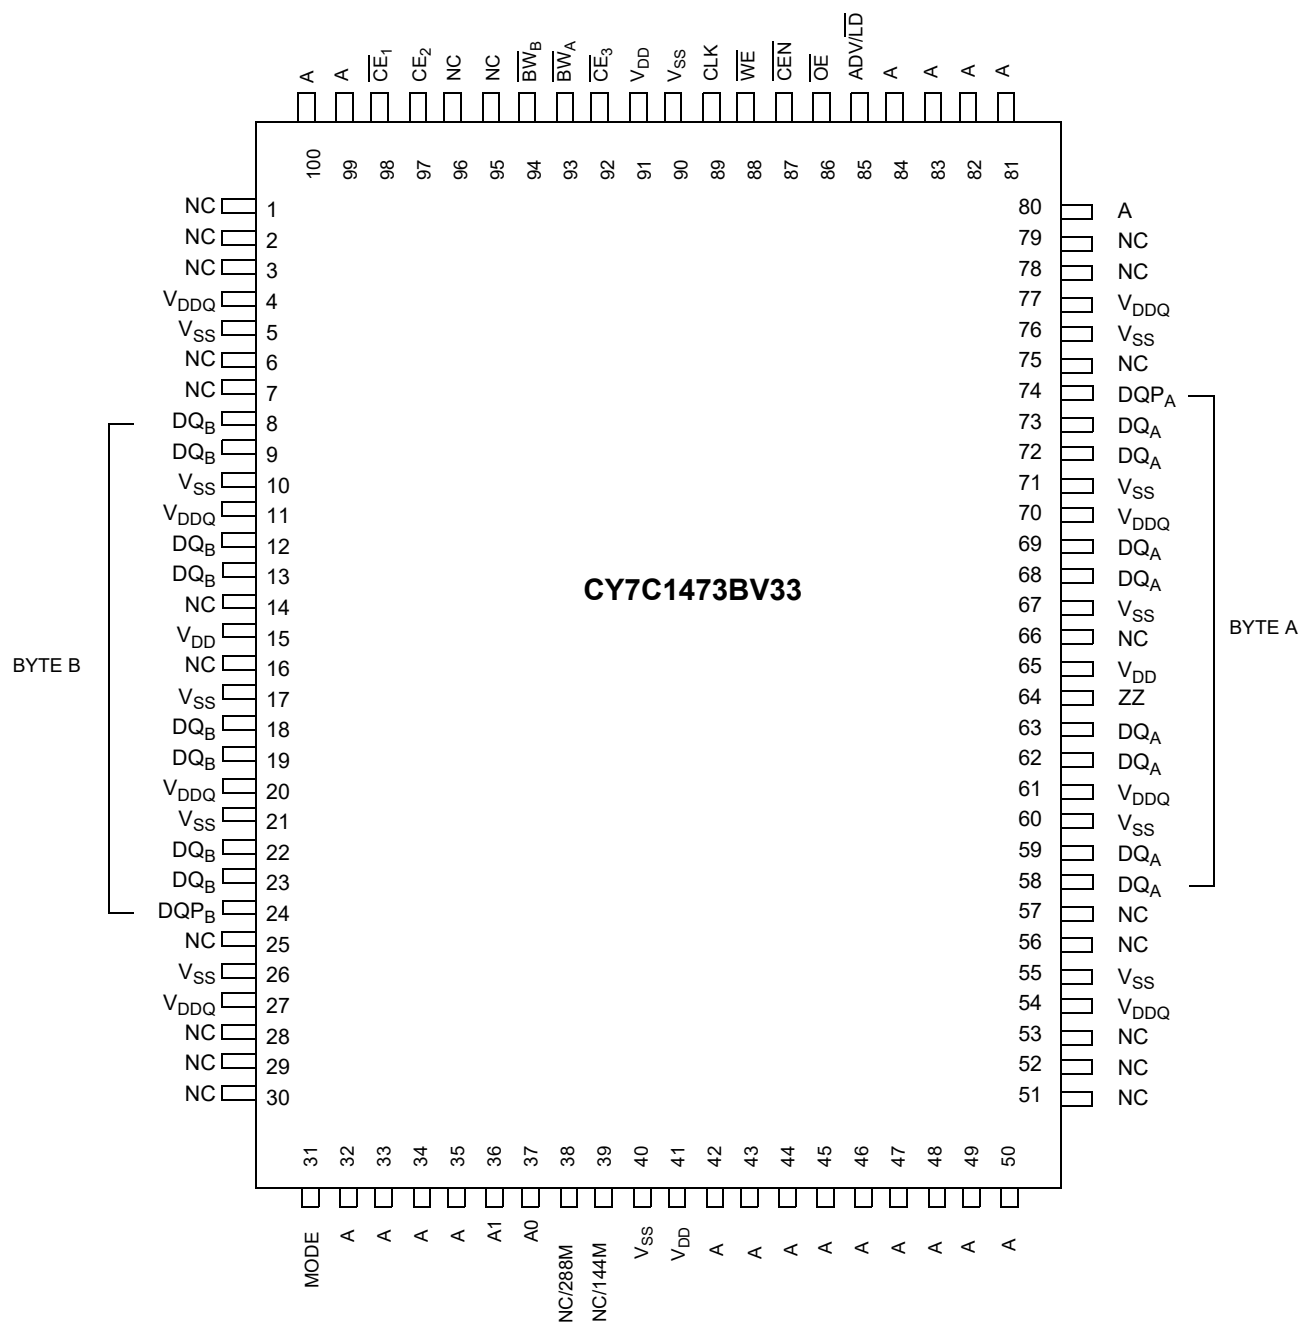 A A CE1 CE2 NC NC BWB BWA CE3 VDD VSS CLK WE CEN OE ADV/LD A A A A
100 99 98 97 96 95 94 93 92 91 90 89 88 87 86 85 84 83 82 81
NC 1 80 A
NC 2 79 NC
NC 3 78 NC
VDDQ 4 77 VDDQ
VSS 5 76 VSS
NC 6 75 NC
NC 7 74 DQPA
DQB 8 73 DQA
DQB 9 72 DQA
VSS 10 71 VSS
VDDQ 11 70 VDDQ
DQB 12 69 DQA
DQB 13 68 DQA
CY7C1473BV33
NC 14 67 VSS
VDD 15 66 NC
BYTE A
BYTE B
NC 16 65 VDD
VSS 17 64 ZZ
DQB 18 63 DQA
DQB 19 62 DQA
VDDQ 20 61 VDDQ
VSS 21 60 VSS
DQB 22 59 DQA
DQB 23 58 DQA
DQPB 24 57 NC
NC 25 56 NC
VSS 26 55 VSS
VDDQ 27 54 VDDQ
NC 28 53 NC
NC 29 52 NC
NC 30 51 NC
31 32 33 34 35 36 37 38 39 40 41 42 43 44 45 46 47 48 49 50
MODE A A A A A1 A0 NC/288M NC/144M VSS VDD A A A A A A A A A